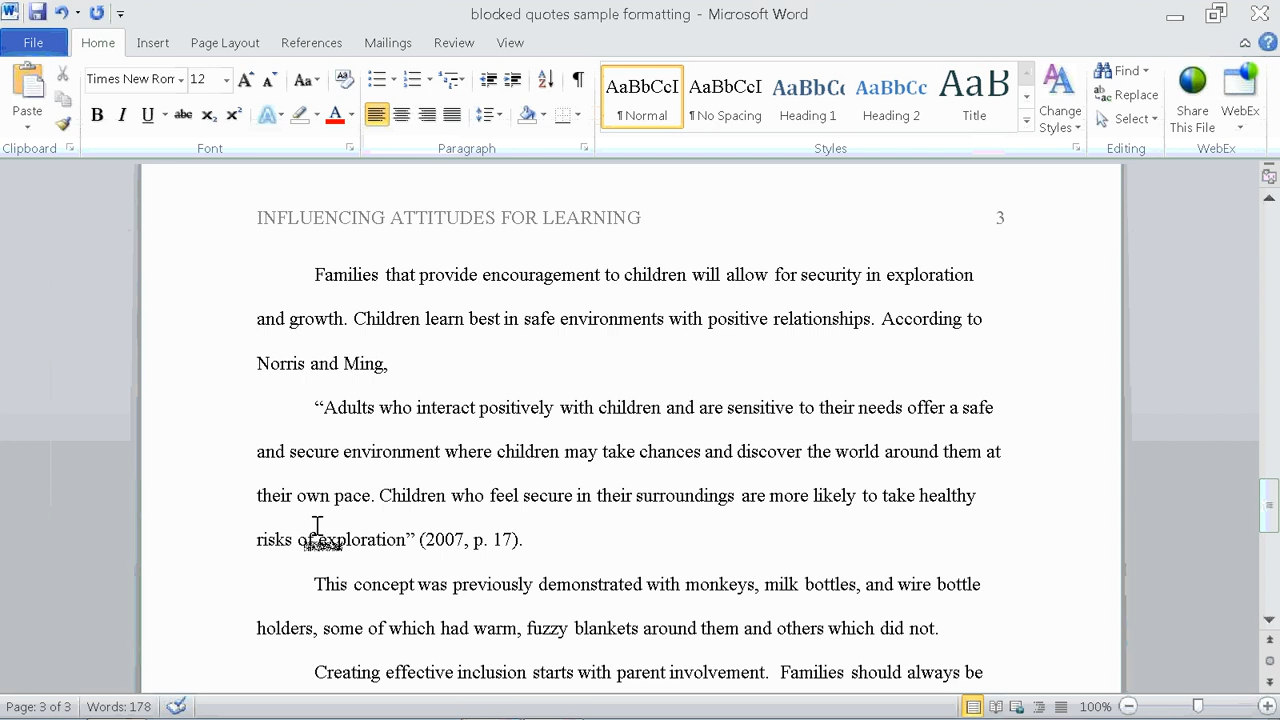 blocked quotes sample formatting - Microsoft Word
File Home Insert Page Layout References Mailings Review View
Times New Rom 12 Aa AaBbCcI AaBbCcI AaBbCc AaBbCc AaB Find
Paste B I U abc x₂ x² A A ¶ Normal ¶ No Spacing Heading 1 Heading 2 Title Change Styles Replace Select Share This File WebEx
Clipboard Font Paragraph Styles Editing WebEx
INFLUENCING ATTITUDES FOR LEARNING 3
Families that provide encouragement to children will allow for security in exploration
and growth. Children learn best in safe environments with positive relationships. According to
Norris and Ming,
“Adults who interact positively with children and are sensitive to their needs offer a safe
and secure environment where children may take chances and discover the world around them at
their own pace. Children who feel secure in their surroundings are more likely to take healthy
risks of exploration” (2007, p. 17).
This concept was previously demonstrated with monkeys, milk bottles, and wire bottle
holders, some of which had warm, fuzzy blankets around them and others which did not.
Creating effective inclusion starts with parent involvement. Families should always be
Page: 3 of 3 Words: 178 100%